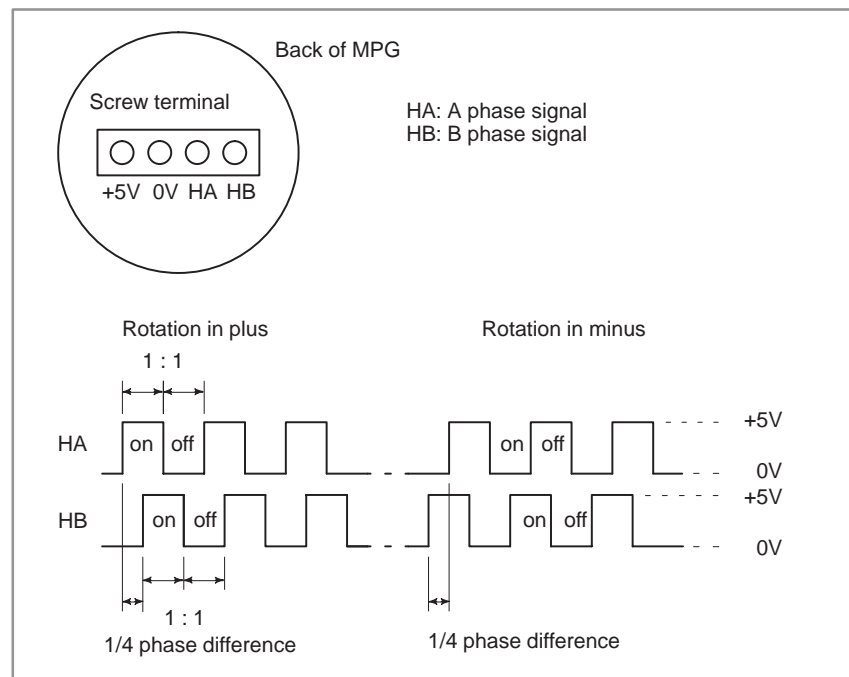 Back of MPG
Screw terminal
+5V 0V HA HB
HA: A phase signal
HB: B phase signal
Rotation in plus
Rotation in minus
1 : 1
HA
on off
on off
+5V
0V
HB
on off
on off
+5V
0V
1 : 1
1/4 phase difference
1/4 phase difference